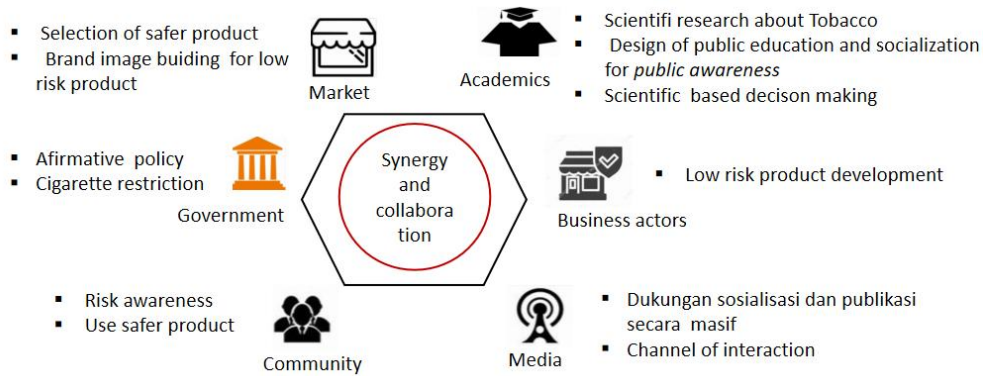 Selection of safer product
Brand image buiding for low
risk product
Market
Academics
Scientifi research about Tobacco
Design of public education and socialization
for public awareness
Scientific based decison making
Afirmative policy
Cigarette restriction
Government
Synergy
and
collabora
tion
Business actors
Low risk product development
Risk awareness
Use safer product
Community
Media
Dukungan sosialisasi dan publikasi
secara masif
Channel of interaction